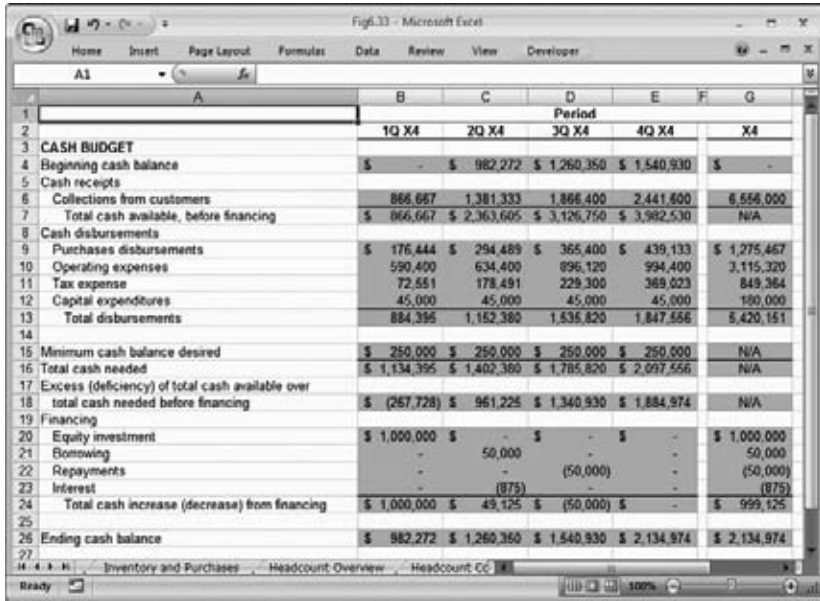 Fig6.33 - Microsoft Excel
Home Insert Page Layout Formulas Data Review View Developer
A1 fx
A B C D E F G
1 Period
2 1Q X4 2Q X4 3Q X4 4Q X4 X4
3 CASH BUDGET
4 Beginning cash balance $ - $ 982,272 $ 1,260,350 $ 1,540,930 $ -
5 Cash receipts
6 Collections from customers 866,667 1,381,333 1,866,400 2,441,600 6,556,000
7 Total cash available, before financing $ 866,667 $ 2,363,605 $ 3,126,750 $ 3,982,530 N/A
8 Cash disbursements
9 Purchases disbursements $ 176,444 $ 294,489 $ 365,400 $ 439,133 $ 1,275,467
10 Operating expenses 590,400 634,400 896,120 994,400 3,115,320
11 Tax expense 72,551 178,491 229,300 369,023 849,364
12 Capital expenditures 45,000 45,000 45,000 45,000 180,000
13 Total disbursements 884,395 1,152,380 1,535,820 1,847,556 5,420,151
14
15 Minimum cash balance desired $ 250,000 $ 250,000 $ 250,000 $ 250,000 N/A
16 Total cash needed $ 1,134,395 $ 1,402,380 $ 1,785,820 $ 2,097,556 N/A
17 Excess (deficiency) of total cash available over
18 total cash needed before financing $ (267,728) $ 961,225 $ 1,340,930 $ 1,884,974 N/A
19 Financing
20 Equity investment $ 1,000,000 $ - $ - $ - $ 1,000,000
21 Borrowing - 50,000 - - 50,000
22 Repayments - - (50,000) - (50,000)
23 Interest - (875) - - (875)
24 Total cash increase (decrease) from financing $ 1,000,000 $ 49,125 $ (50,000) $ - $ 999,125
25
26 Ending cash balance $ 982,272 $ 1,260,350 $ 1,540,930 $ 2,134,974 $ 2,134,974
27
Inventory and Purchases Headcount Overview Headcount Co
Ready 100%